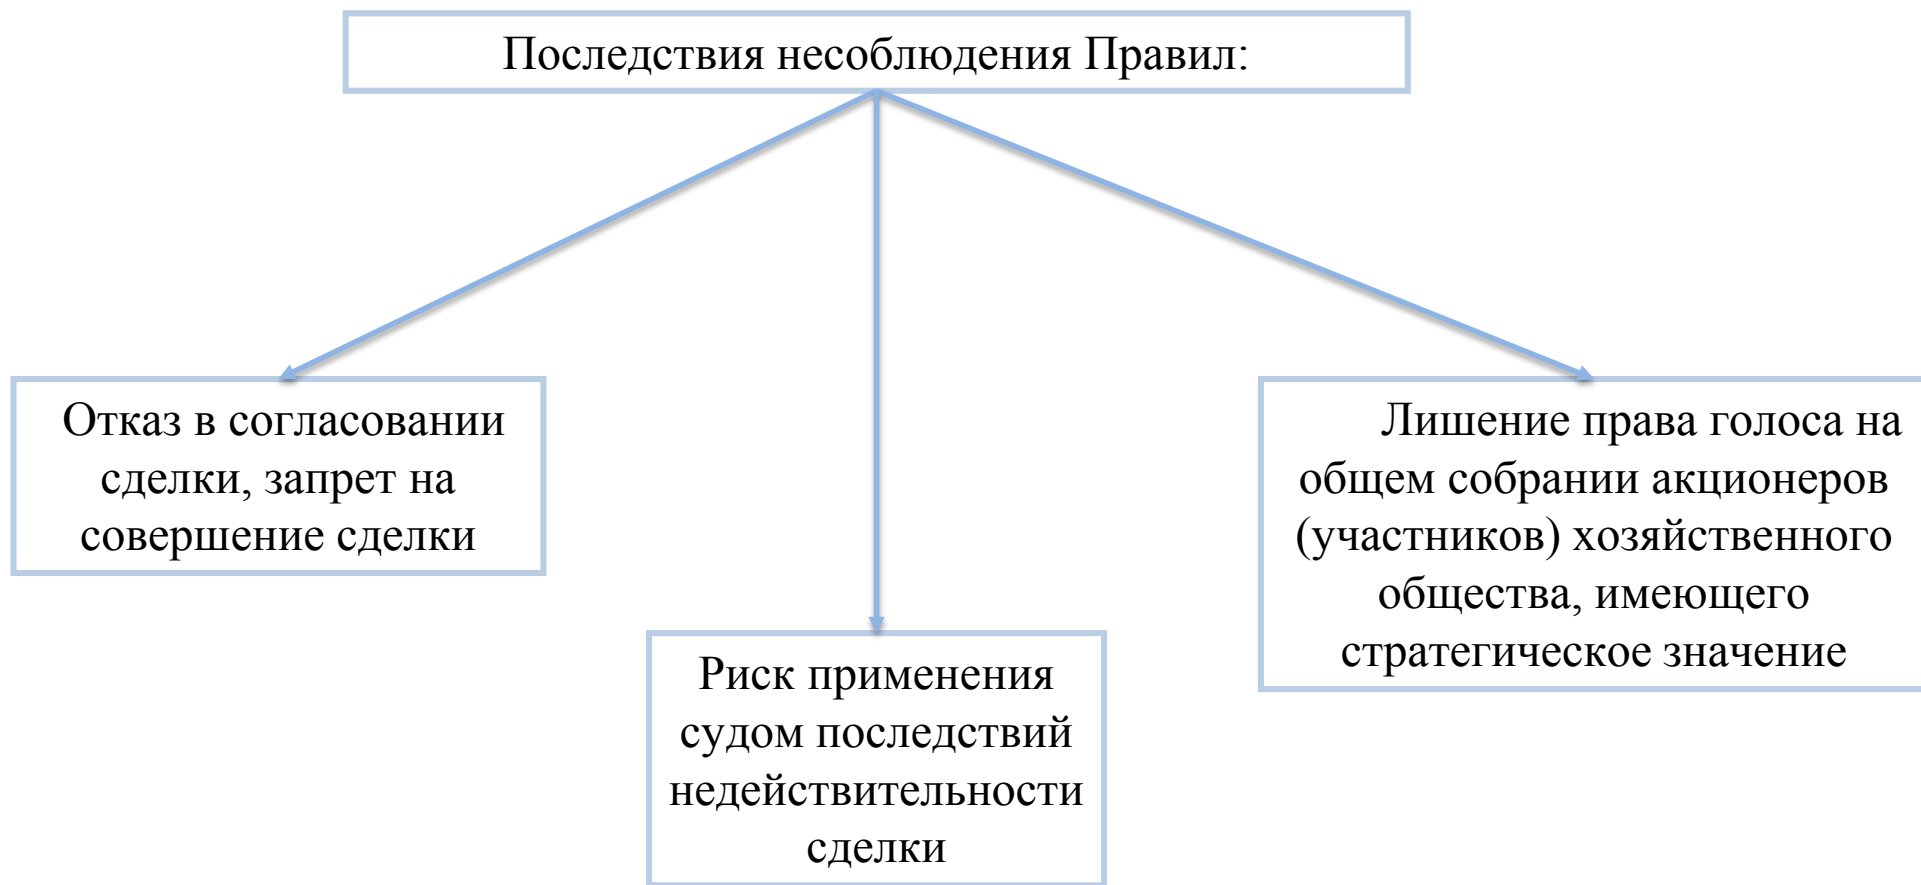 Последствия несоблюдения Правил:
Отказ в согласовании
сделки, запрет на
совершение сделки
Риск применения
судом последствий
недействительности
сделки
Лишение права голоса на
общем собрании акционеров
(участников) хозяйственного
общества, имеющего
стратегическое значение